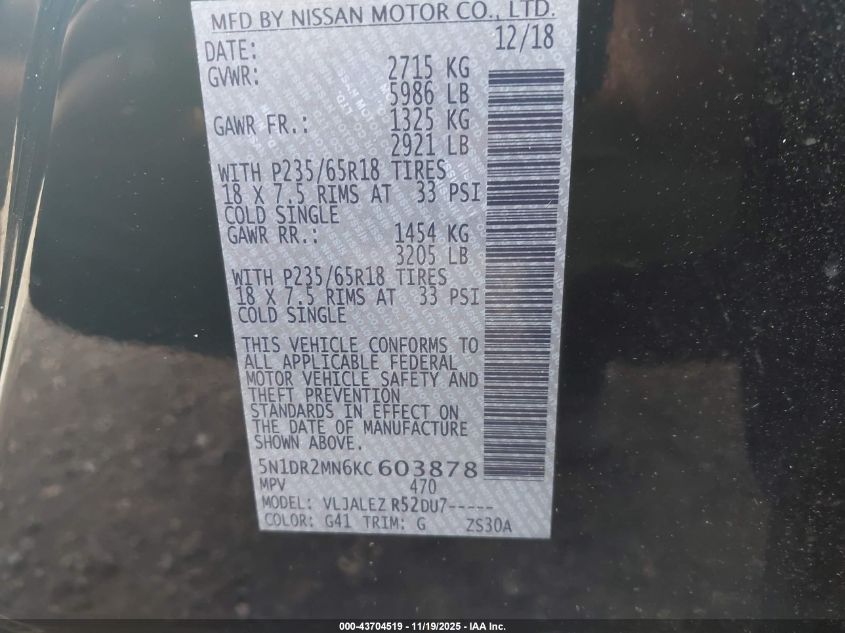 MFD BY NISSAN MOTOR CO., LTD.
DATE: 12/18
GVWR: 2715 KG
5986 LB
GAWR FR.: 1325 KG
2921 LB
WITH P235/65R18 TIRES
18 X 7.5 RIMS AT 33 PSI
COLD SINGLE
GAWR RR.: 1454 KG
3205 LB
WITH P235/65R18 TIRES
18 X 7.5 RIMS AT 33 PSI
COLD SINGLE
THIS VEHICLE CONFORMS TO
ALL APPLICABLE FEDERAL
MOTOR VEHICLE SAFETY AND
THEFT PREVENTION
STANDARDS IN EFFECT ON
THE DATE OF MANUFACTURE
SHOWN ABOVE.
5N1DR2MN6KC603878
MPV 470
MODEL: VLJALEZ R52DU7-----
COLOR: G41 TRIM: G ZS30A
000-43704519 - 11/19/2025 - IAA Inc.